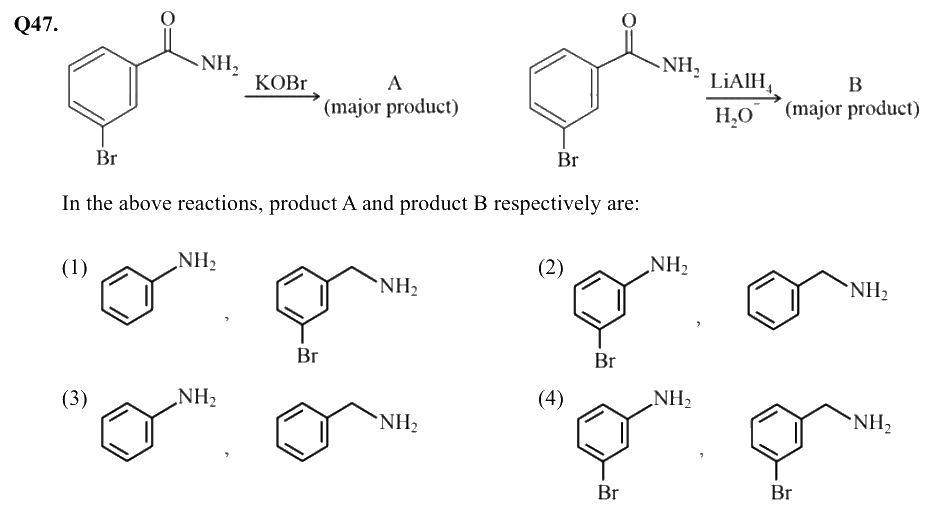 Q47.
O
NH₂
Br
KOBr
A
(major product)
O
NH₂
Br
LiAlH₄
H₂O⁻
B
(major product)
In the above reactions, product A and product B respectively are:
(1)
NH₂
,
NH₂
Br
(2)
NH₂
Br
,
NH₂
(3)
NH₂
,
NH₂
(4)
NH₂
Br
,
NH₂
Br